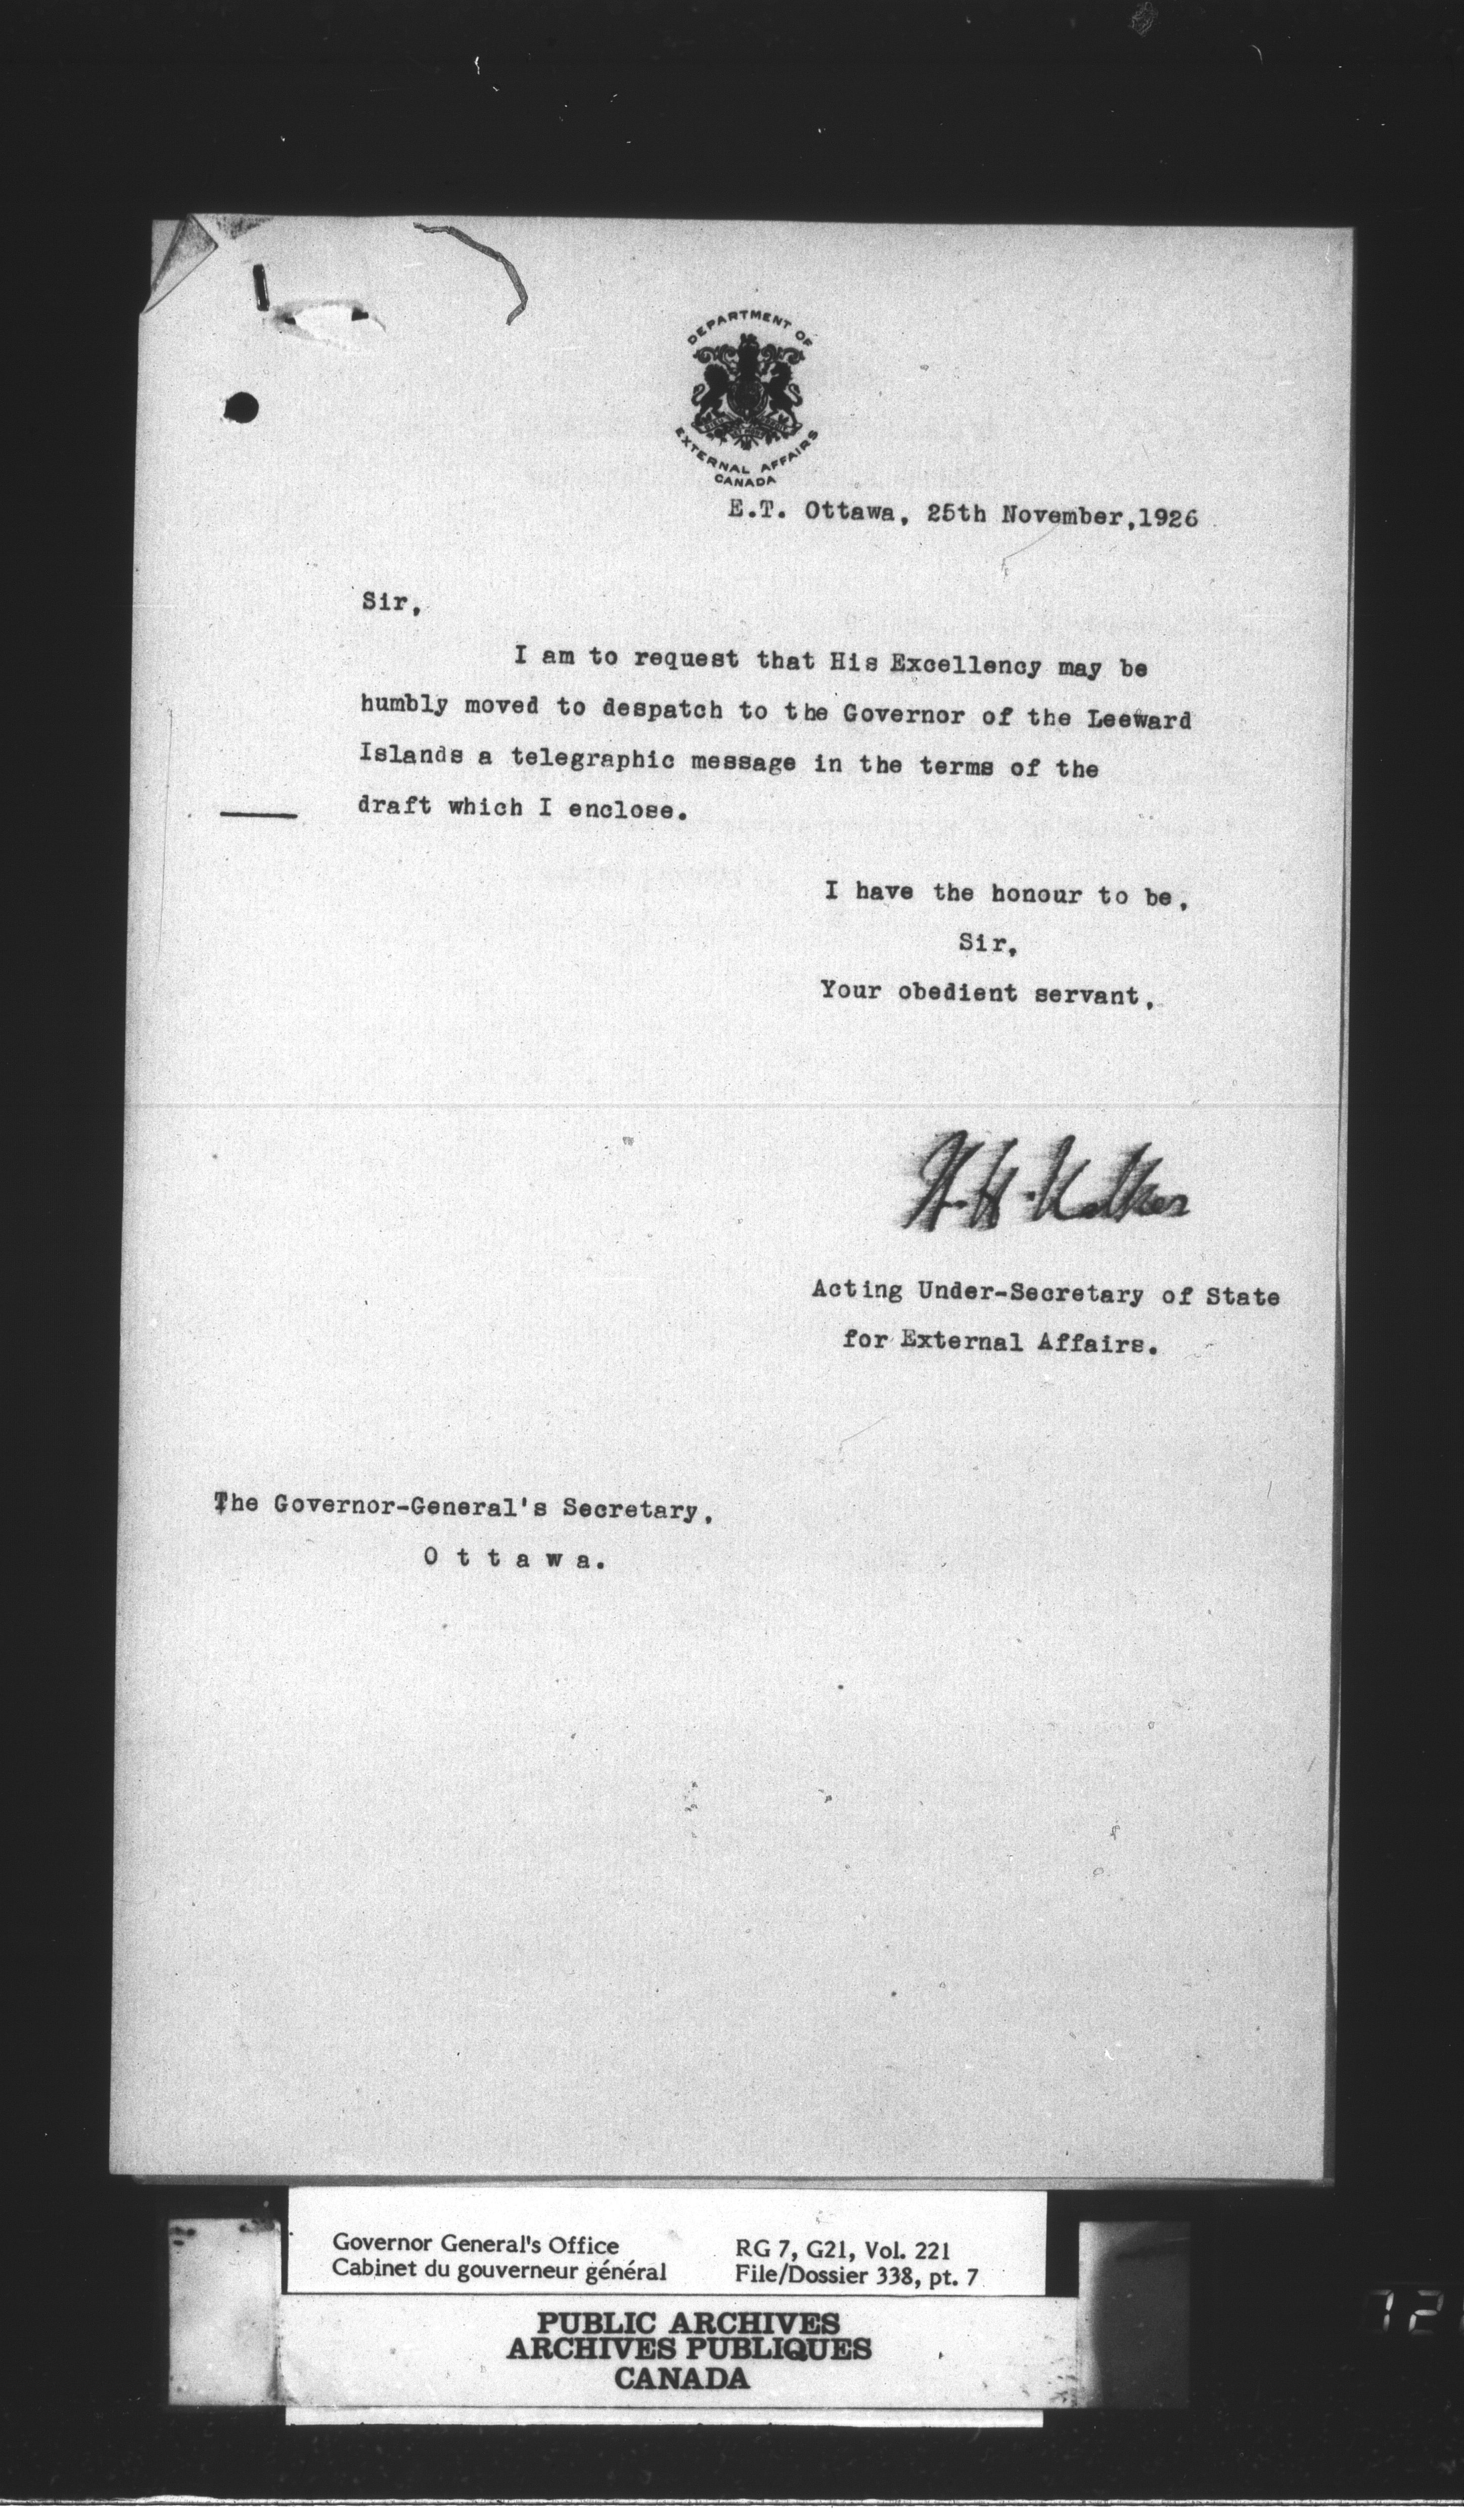 DEPARTMENT OF
EXTERNAL AFFAIRS
CANADA
E.T. Ottawa, 25th November, 1926
Sir,
I am to request that His Excellency may be
humbly moved to despatch to the Governor of the Leeward
Islands a telegraphic message in the terms of the
draft which I enclose.
I have the honour to be,
Sir,
Your obedient servant,
W.H. Walker
Acting Under-Secretary of State
for External Affairs.
The Governor-General's Secretary,
O t t a w a.
Governor General's Office
Cabinet du gouverneur général
RG 7, G21, Vol. 221
File/Dossier 338, pt. 7
PUBLIC ARCHIVES
ARCHIVES PUBLIQUES
CANADA